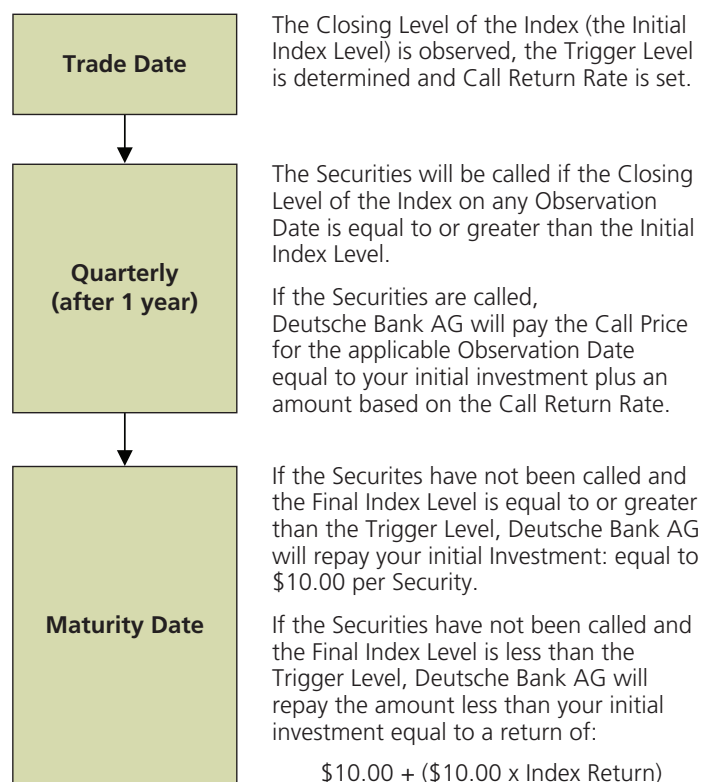 Trade Date
The Closing Level of the Index (the Initial
Index Level) is observed, the Trigger Level
is determined and Call Return Rate is set.
Quarterly
(after 1 year)
The Securities will be called if the Closing
Level of the Index on any Observation
Date is equal to or greater than the Initial
Index Level.
If the Securities are called,
Deutsche Bank AG will pay the Call Price
for the applicable Observation Date
equal to your initial investment plus an
amount based on the Call Return Rate.
Maturity Date
If the Securites have not been called and
the Final Index Level is equal to or greater
than the Trigger Level, Deutsche Bank AG
will repay your initial Investment: equal to
$10.00 per Security.
If the Securities have not been called and
the Final Index Level is less than the
Trigger Level, Deutsche Bank AG will
repay the amount less than your initial
investment equal to a return of:
$10.00 + ($10.00 x Index Return)